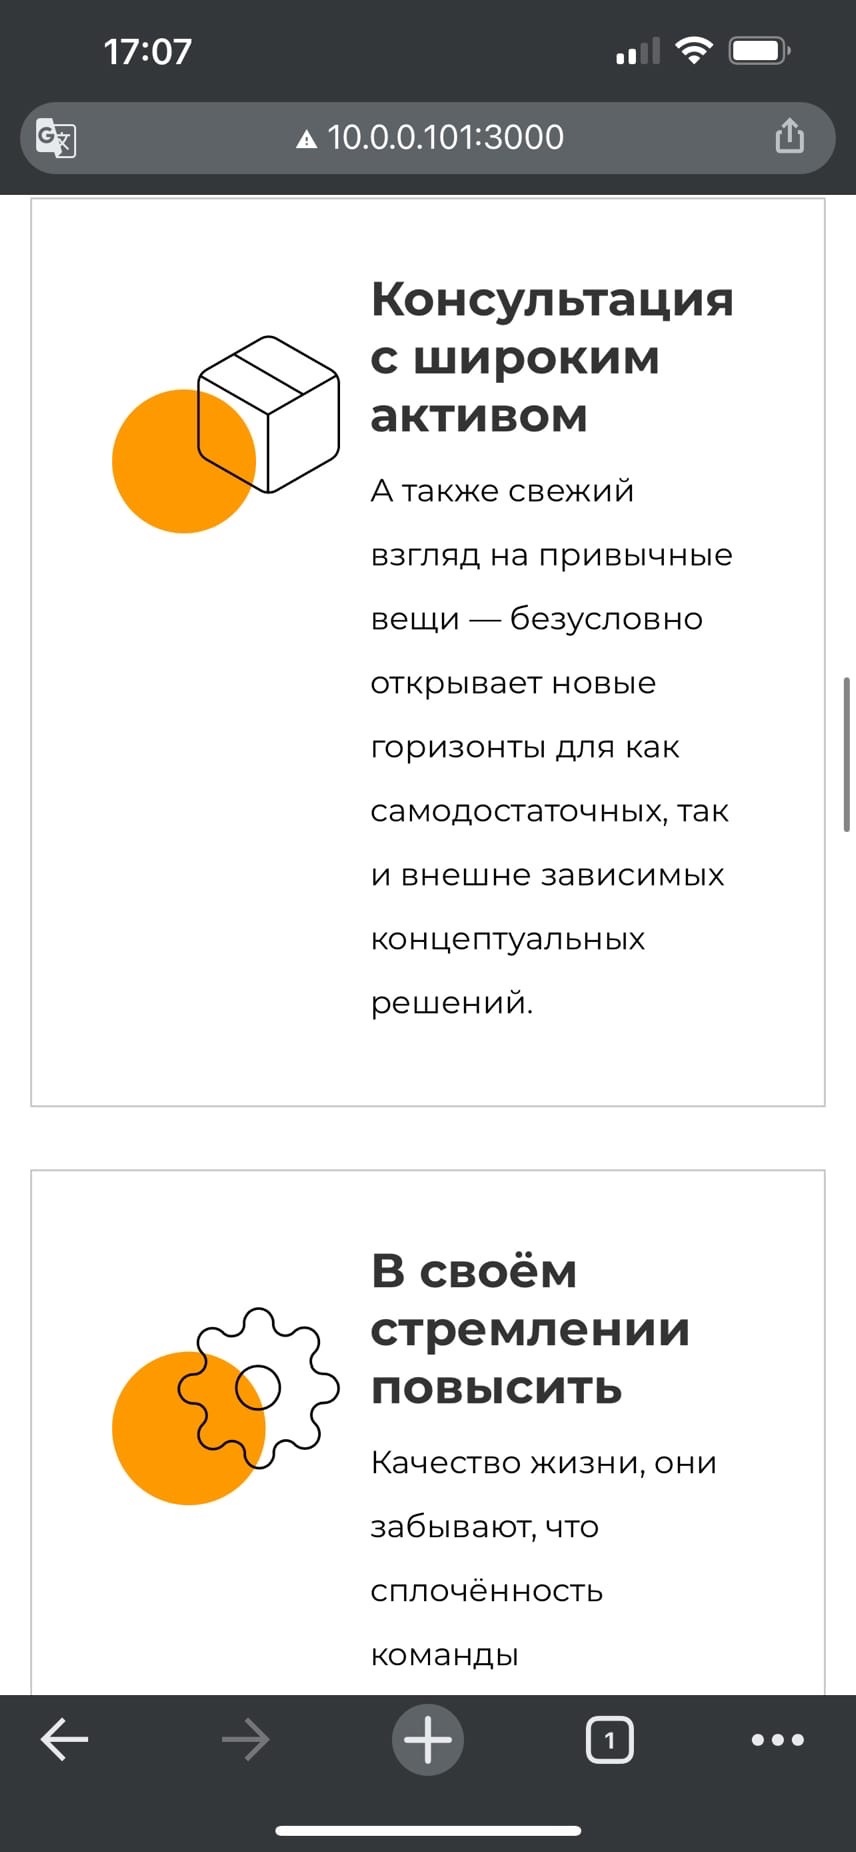 17:07
10.0.0.101:3000
Консультация
с широким
активом
А также свежий
взгляд на привычные
вещи — безусловно
открывает новые
горизонты для как
самодостаточных, так
и внешне зависимых
концептуальных
решений.
В своём
стремлении
повысить
Качество жизни, они
забывают, что
сплочённость
команды
1